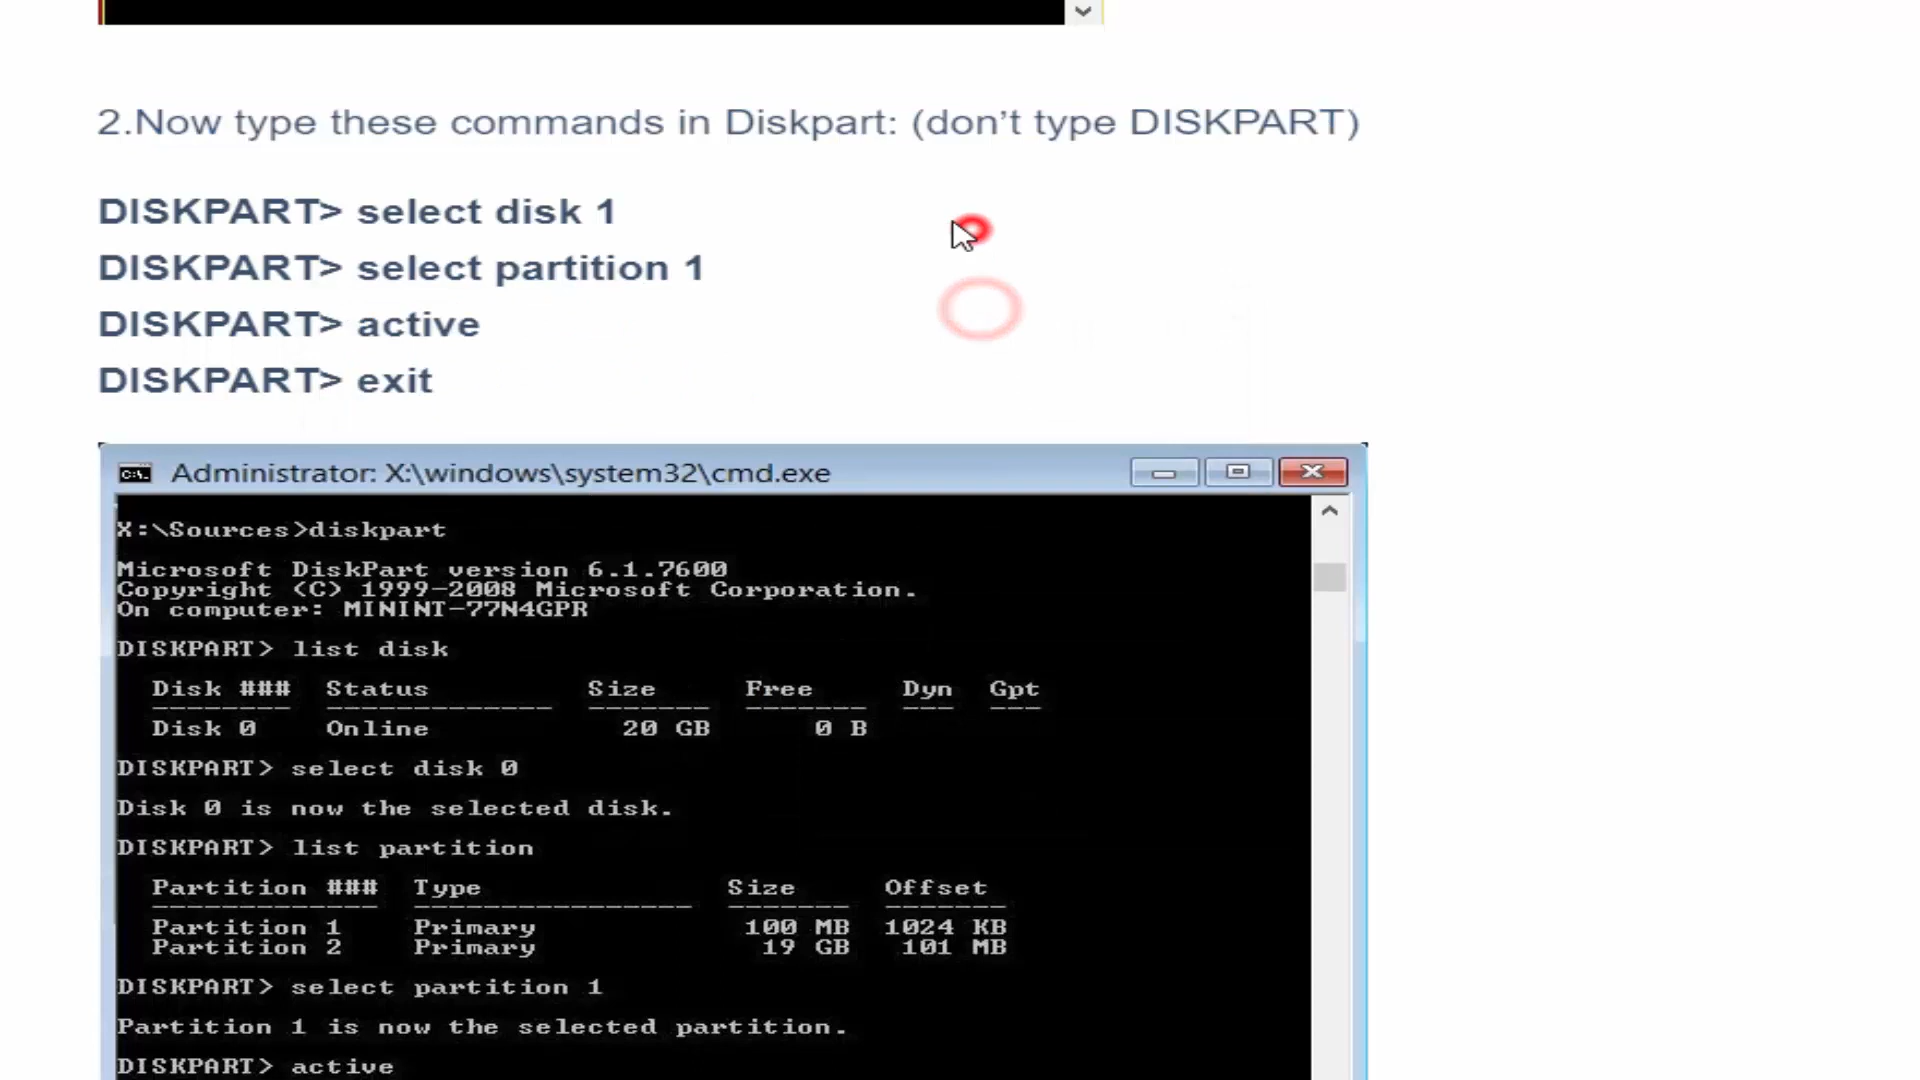 2.Now type these commands in Diskpart: (don’t type DISKPART)
DISKPART> select disk 1
DISKPART> select partition 1
DISKPART> active
DISKPART> exit
Administrator: X:\windows\system32\cmd.exe
X:\Sources>diskpart
Microsoft DiskPart version 6.1.7600
Copyright (C) 1999-2008 Microsoft Corporation.
On computer: MININT-77N4GPR
DISKPART> list disk
Disk ### Status Size Free Dyn Gpt
-------- ------------- ------- ------- --- ---
Disk 0 Online 20 GB 0 B
DISKPART> select disk 0
Disk 0 is now the selected disk.
DISKPART> list partition
Partition ### Type Size Offset
------------- ---------------- ------- -------
Partition 1 Primary 100 MB 1024 KB
Partition 2 Primary 19 GB 101 MB
DISKPART> select partition 1
Partition 1 is now the selected partition.
DISKPART> active